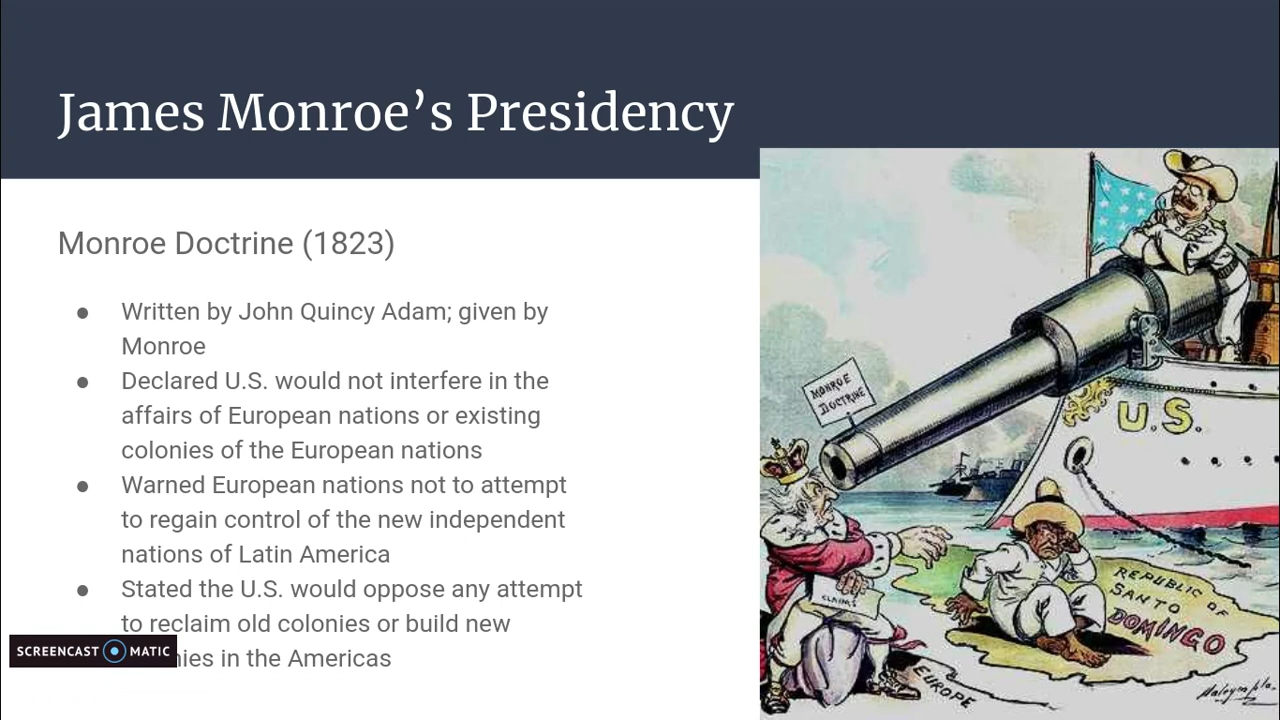 James Monroe’s Presidency
Monroe Doctrine (1823)
● Written by John Quincy Adam; given by
Monroe
● Declared U.S. would not interfere in the
affairs of European nations or existing
colonies of the European nations
● Warned European nations not to attempt
to regain control of the new independent
nations of Latin America
● Stated the U.S. would oppose any attempt
to reclaim old colonies or build new
nies in the Americas
SCREENCAST MATIC
MONROE
DOCTRINE
U.S.
CLAIMS
REPUBLIC OF
SANTO
DOMINGO
EUROPE